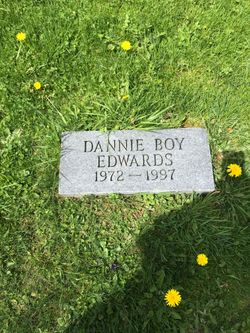 DANNIE BOY
EDWARDS
1972 — 1997